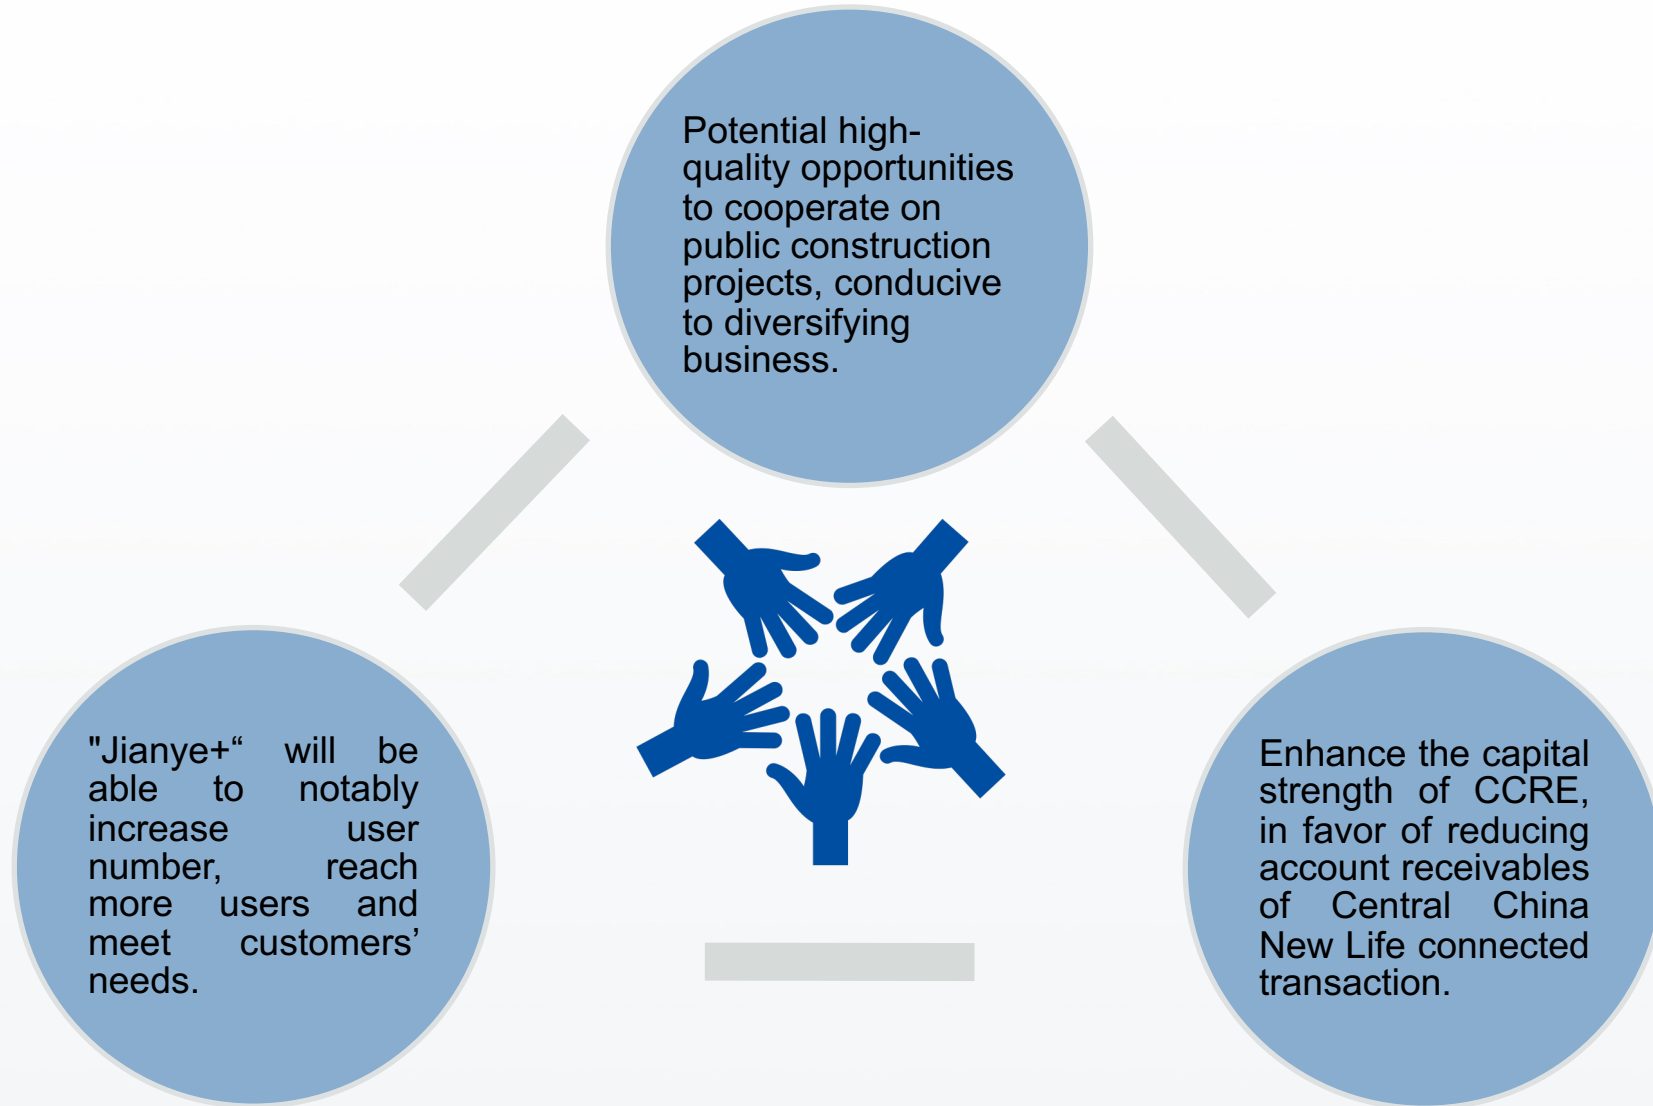 Potential high-
quality opportunities
to cooperate on
public construction
projects, conducive
to diversifying
business.
"Jianye+“ will be
able to notably
increase user
number, reach
more users and
meet customers’
needs.
Enhance the capital
strength of CCRE,
in favor of reducing
account receivables
of Central China
New Life connected
transaction.